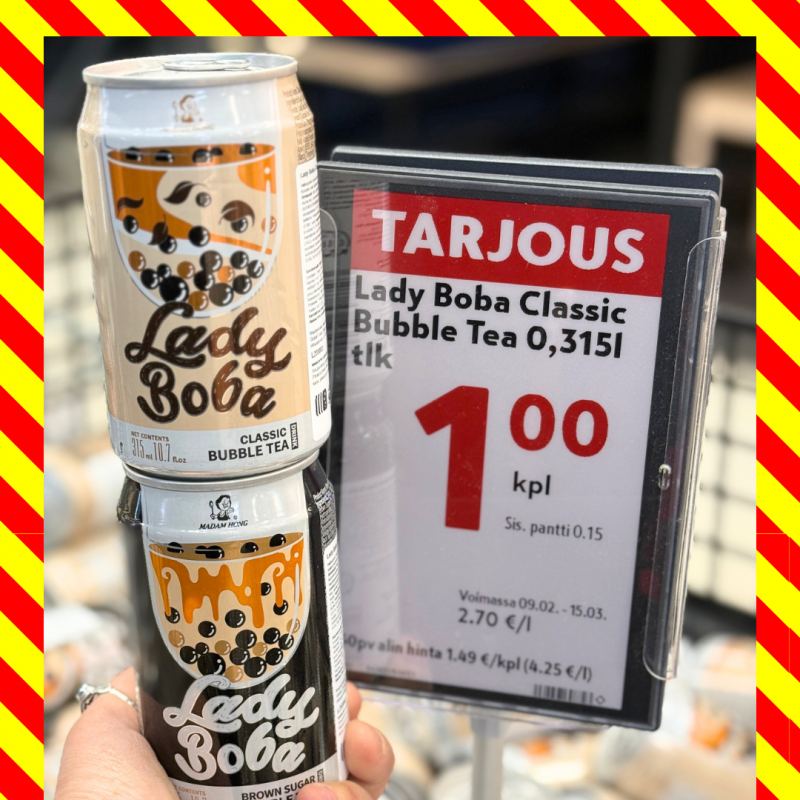 Lady
Boba
NET CONTENTS
315 ml 10.7 fl.oz
CLASSIC
BUBBLE TEA
DRINK
MADAM HONG
Lady
Boba
BROWN SUGAR
TARJOUS
Lady Boba Classic
Bubble Tea 0,315l
tlk
1 00
kpl
Sis. pantti 0.15
Voimassa 09.02. - 15.03.
2.70 €/l
alin hinta 1.49 €/kpl (4.25 €/l)